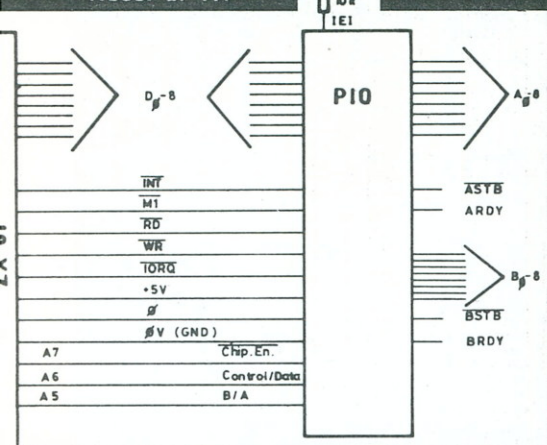 IEI
PIO
D0-8
A0-8
INT
M1
RD
WR
IORQ
+5V
Ø
ØV (GND)
A7 Chip.En.
A6 Control/Data
A5 B/A
ASTB
ARDY
B0-8
BSTB
BRDY